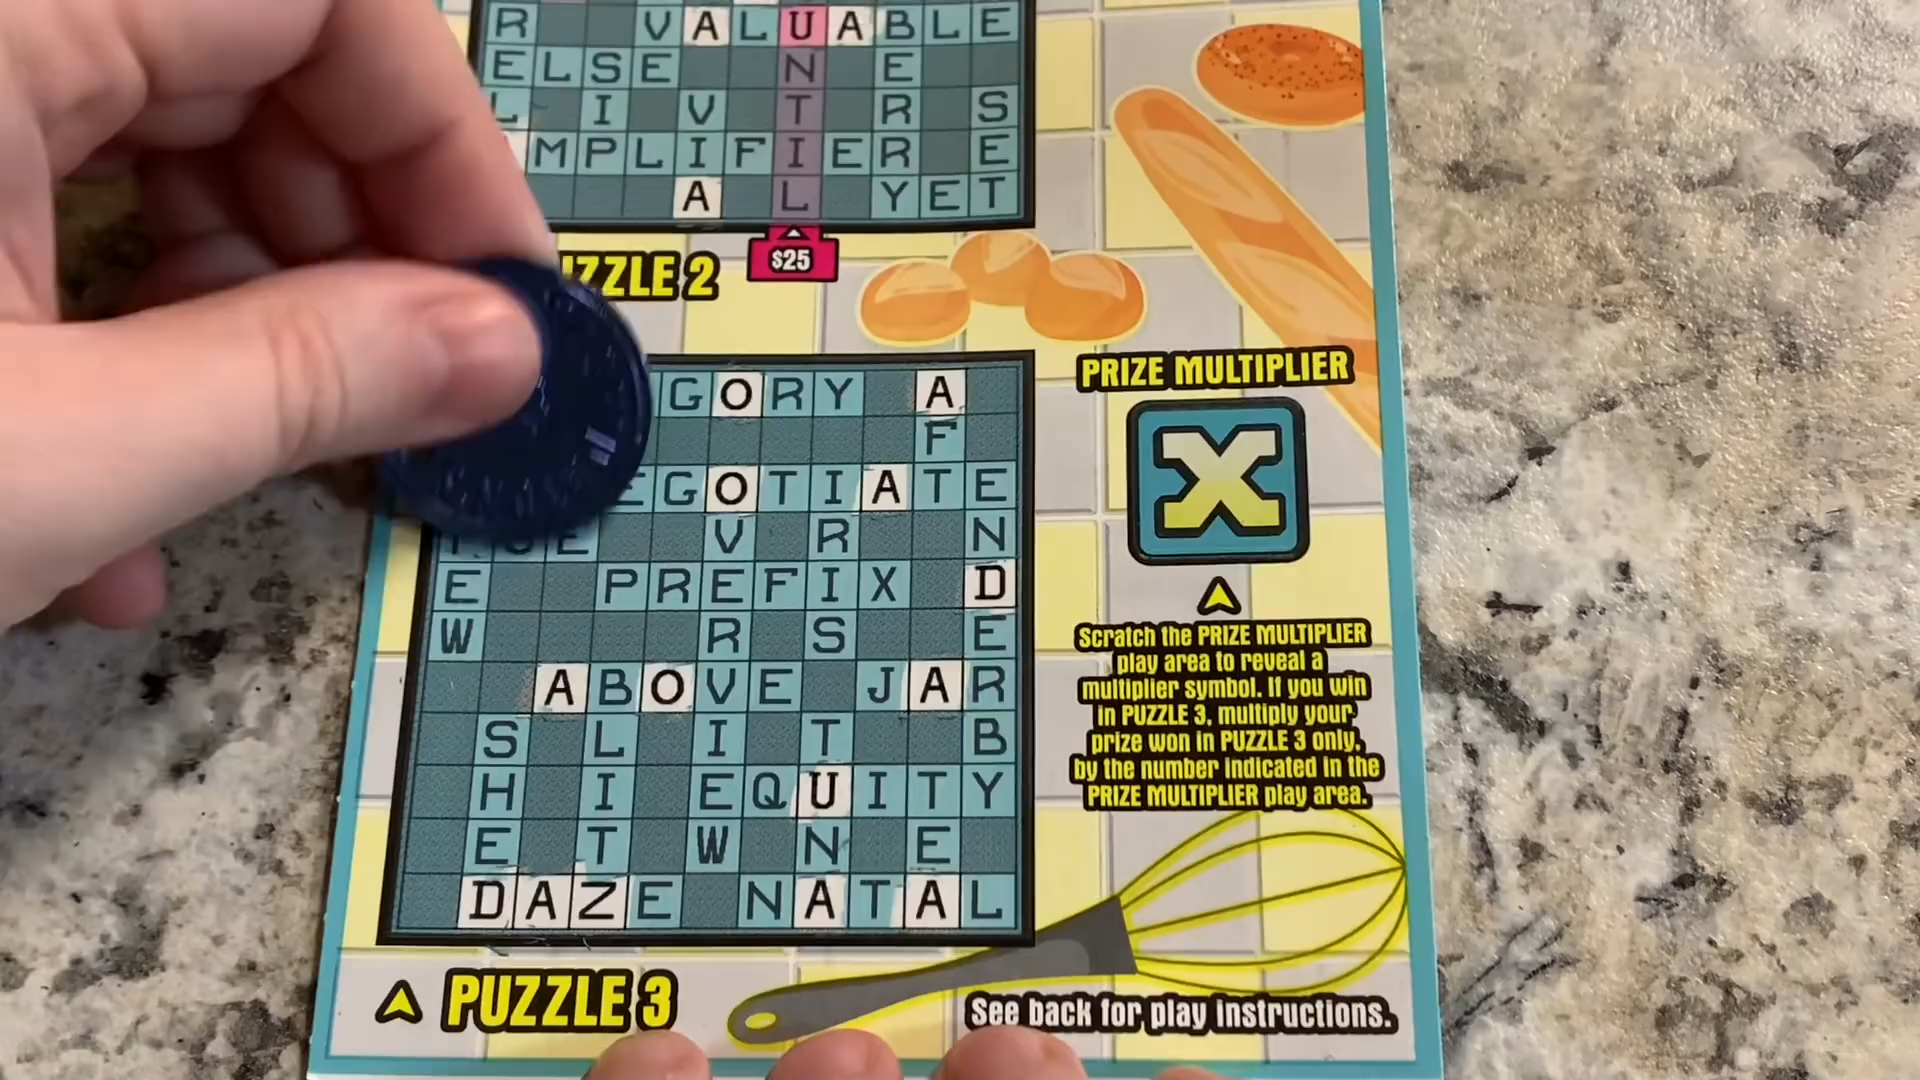 R VALUABLE
ELSE N E
L I V T R S
MPLIFIER E
A L YET
PUZZLE 2
$25
GORY A
F
EGOTIATE
V R N
E PREFIX D
W R S E
ABOVE JAR
S L I T B
H I EQUITY
E T W N E
DAZE NATAL
PRIZE MULTIPLIER
X
Scratch the PRIZE MULTIPLIER
play area to reveal a
multiplier symbol. If you win
in PUZZLE 3, multiply your
prize won in PUZZLE 3 only,
by the number indicated in the
PRIZE MULTIPLIER play area.
PUZZLE 3
See back for play instructions.